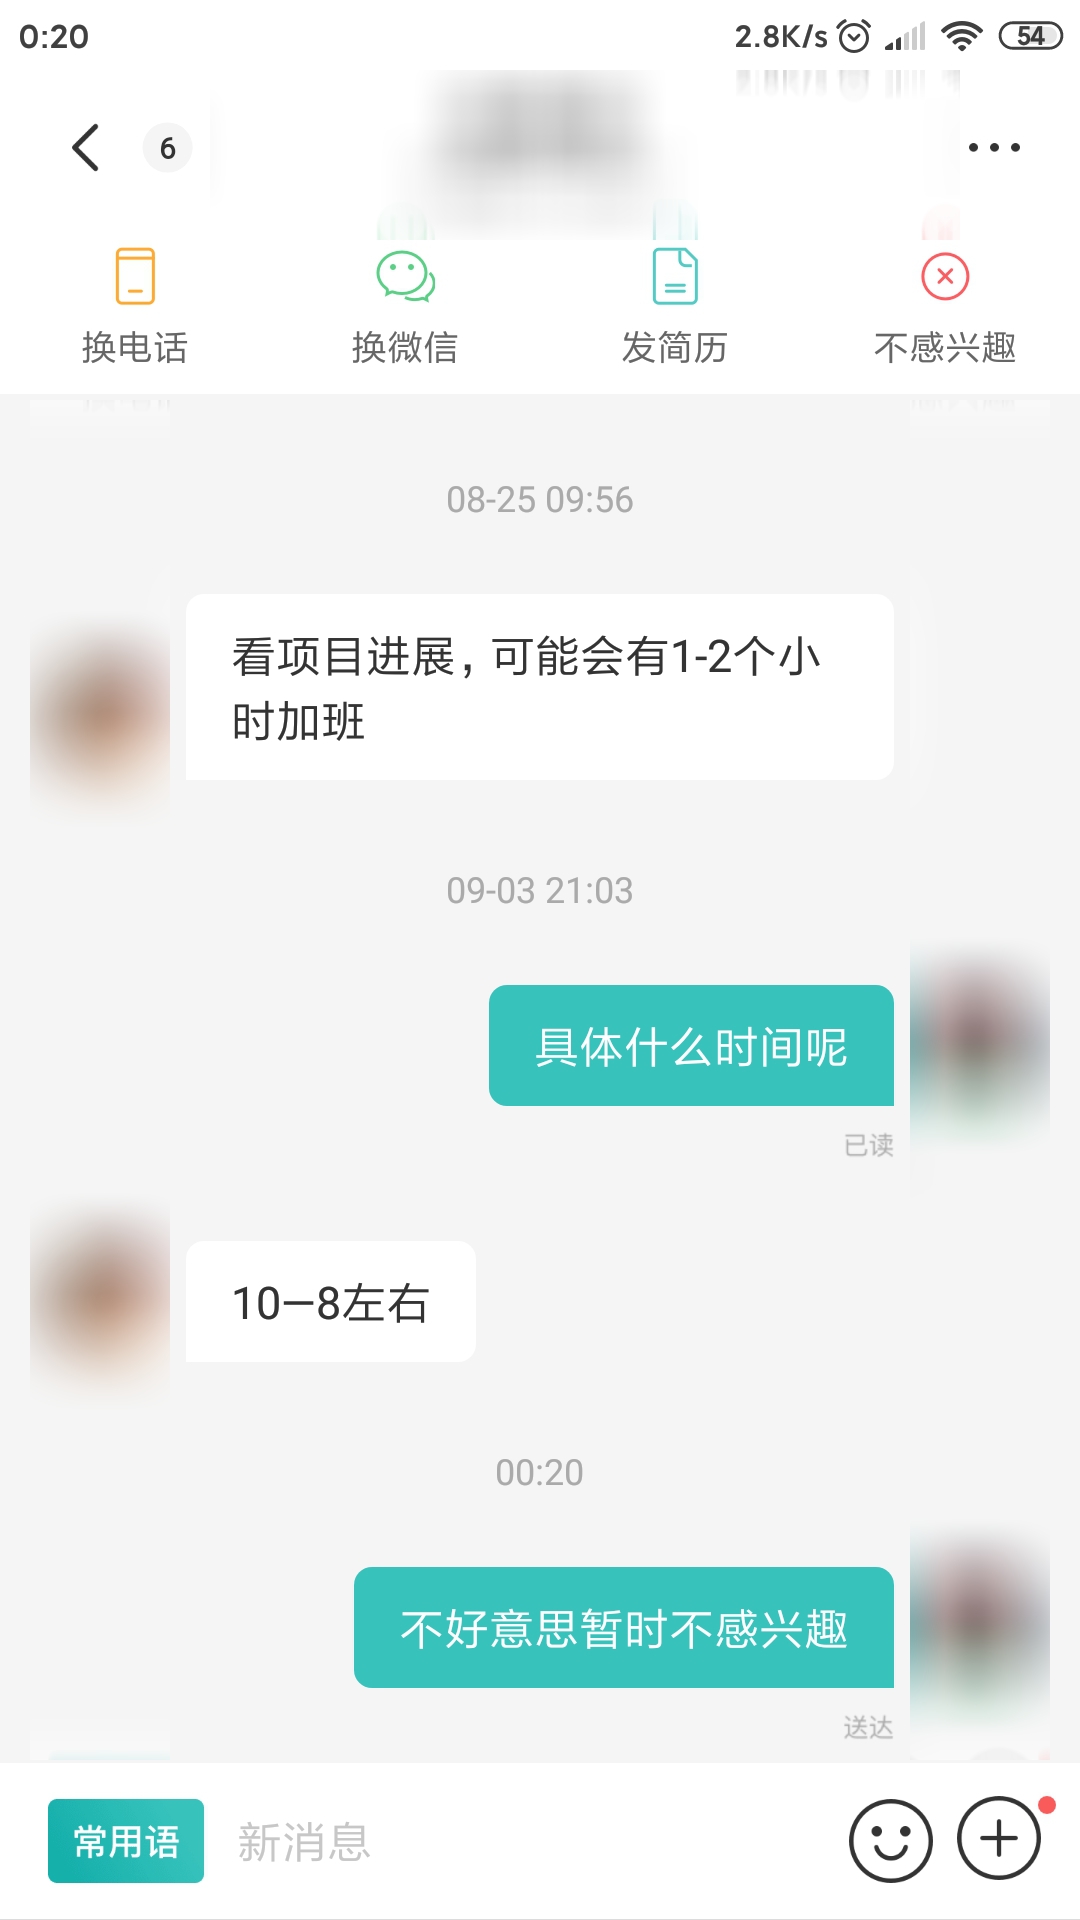 0:20 2.8K/s 54
6
换电话 换微信 发简历 不感兴趣
08-25 09:56
看项目进展，可能会有1-2个小
时加班
09-03 21:03
具体什么时间呢
已读
10—8左右
00:20
不好意思暂时不感兴趣
送达
常用语 新消息